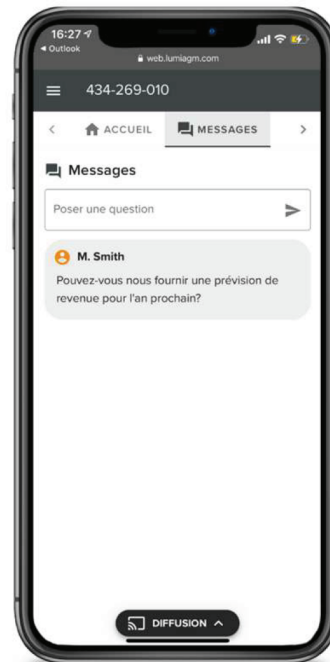 16:27
Outlook
web.lumiagm.com
434-269-010
ACCUEIL
MESSAGES
Messages
Poser une question
M. Smith
Pouvez-vous nous fournir une prévision de
revenue pour l'an prochain?
DIFFUSION